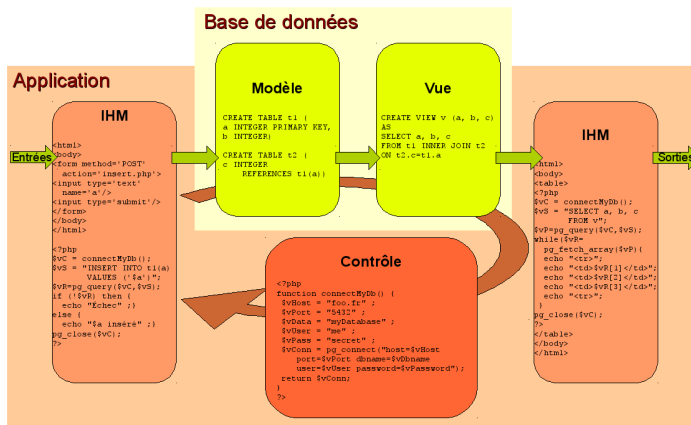 Base de données
Application
IHM
<html>
<body>
<form method='POST'
action='insert.php'>
<input type='text'
name='a'/>
<input type='submit'/>
</form>
</body>
</html>
<?php
$vC = connectMyDb();
$vS = "INSERT INTO t1(a)
VALUES ('$a')";
$vR=pg_query($vC,$vS);
if (!$vR) then {
echo "Échec" ;}
else {
echo "$a inséré" ;}
pg_close($vC);
?>
Entrées
Modèle
CREATE TABLE t1 (
a INTEGER PRIMARY KEY,
b INTEGER)
CREATE TABLE t2 (
c INTEGER
REFERENCES t1(a))
Vue
CREATE VIEW v (a, b, c)
AS
SELECT a, b, c
FROM t1 INNER JOIN t2
ON t2.c=t1.a
Contrôle
<?php
function connectMyDb() {
$vHost = "foo.fr" ;
$vPort = "5432" ;
$vData = "myDatabase" ;
$vUser = "me" ;
$vPass = "secret" ;
$vConn = pg_connect("host=$vHost
port=$vPort dbname=$vDbname
user=$vUser password=$vPassword");
return $vConn;
}
?>
IHM
<html>
<body>
<table>
<?php
$vC = connectMyDb();
$vS = "SELECT a, b, c
FROM v";
$vP=pg_query($vC,$vS);
while($vR=
pg_fetch_array($vP){
echo "<tr>";
echo "<td>$vR[1]</td>";
echo "<td>$vR[2]</td>";
echo "<td>$vR[3]</td>";
echo "<tr>";
}
pg_close($vC);
?>
</table>
</body>
</html>
Sorties